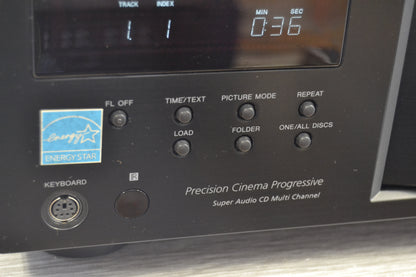 TRACK INDEX MIN SEC
1. 1 0:36
FL OFF TIME/TEXT PICTURE MODE REPEAT
LOAD FOLDER ONE/ALL DISCS
Energy
ENERGY STAR
KEYBOARD
Precision Cinema Progressive
Super Audio CD Multi Channel